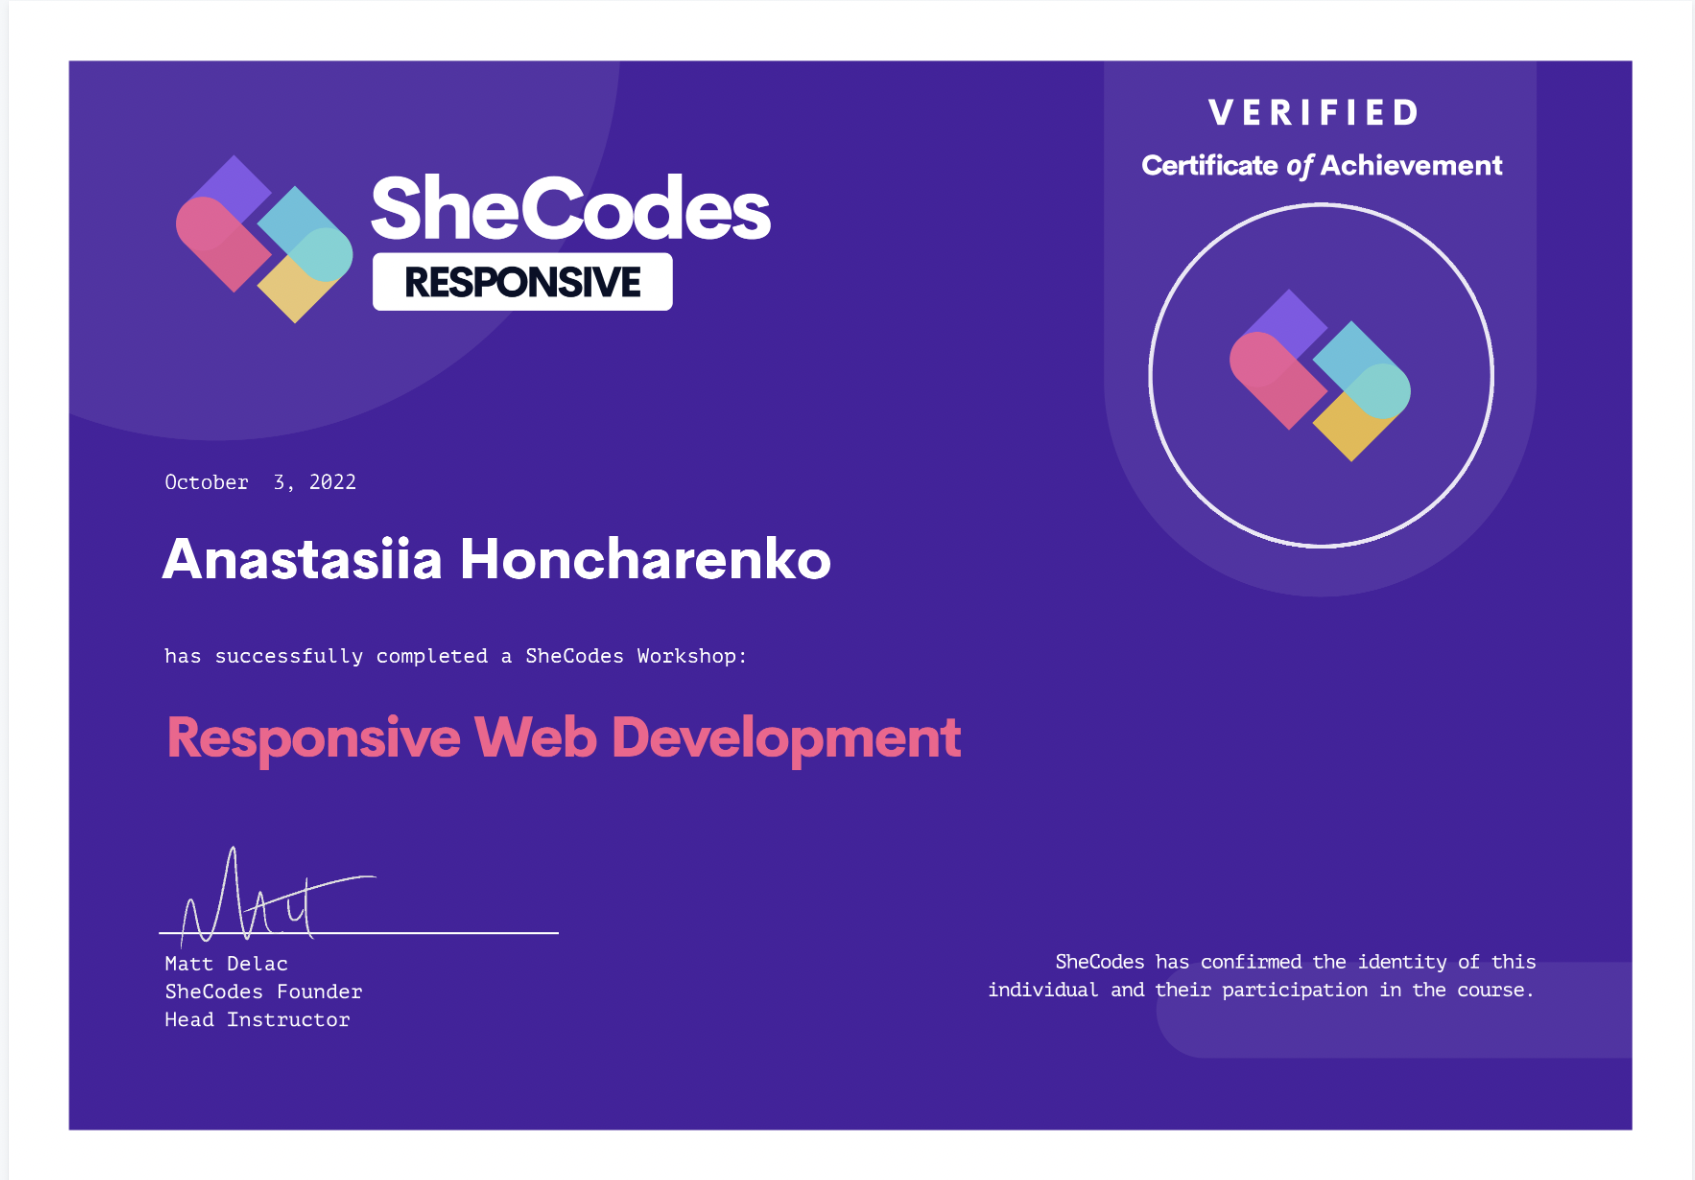 VERIFIED
Certificate of Achievement
SheCodes
RESPONSIVE
October  3, 2022
Anastasiia Honcharenko
has successfully completed a SheCodes Workshop:
Responsive Web Development
Matt
Matt Delac
SheCodes Founder
Head Instructor
SheCodes has confirmed the identity of this
individual and their participation in the course.